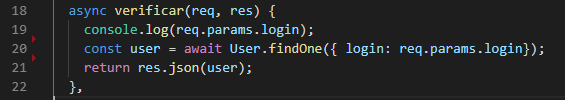 18 async verificar(req, res) {
19 console.log(req.params.login);
20 const user = await User.findOne({ login: req.params.login});
21 return res.json(user);
22 },